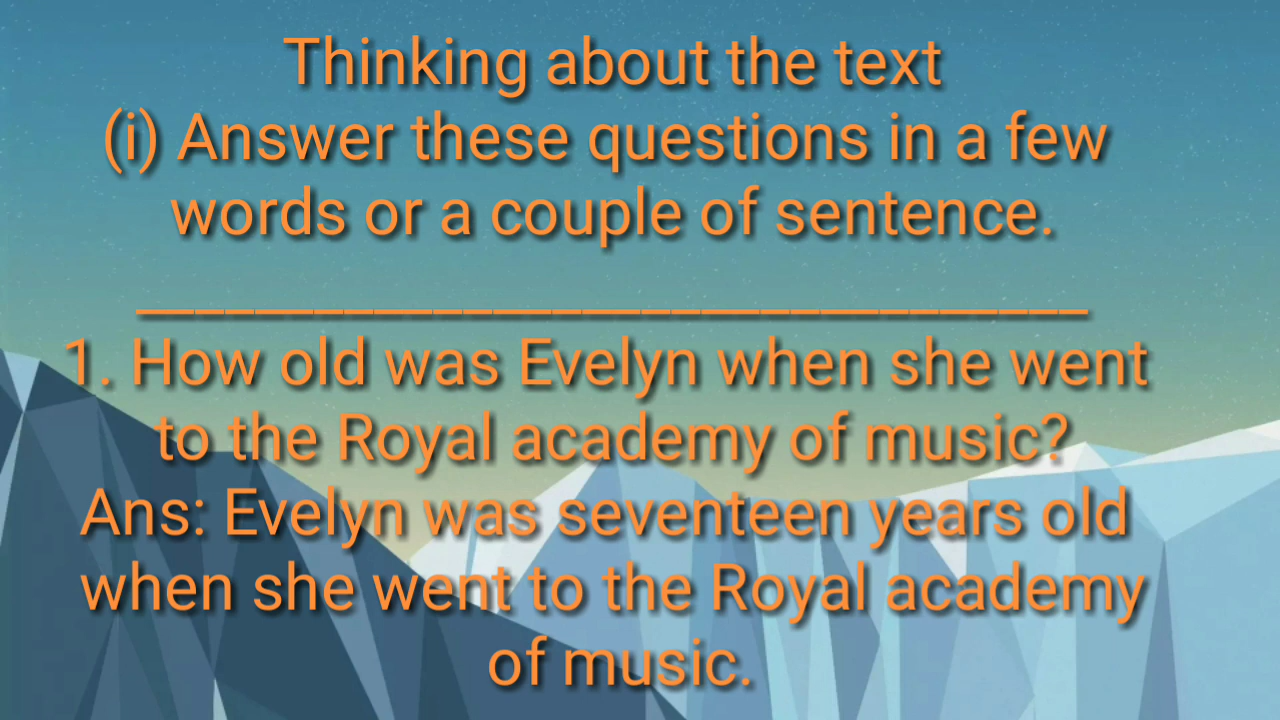 Thinking about the text
(i) Answer these questions in a few
words or a couple of sentence.
________________________________
1. How old was Evelyn when she went
to the Royal academy of music?
Ans: Evelyn was seventeen years old
when she went to the Royal academy
of music.